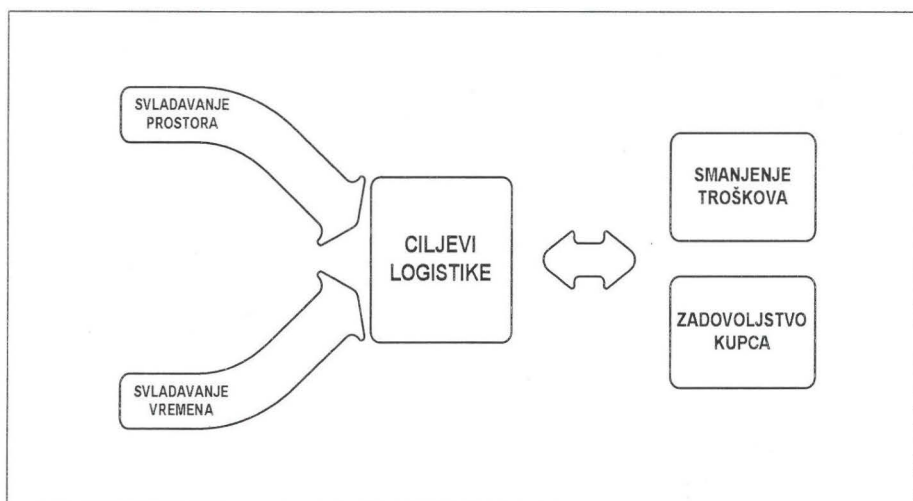 SVLADAVANJE
PROSTORA
SVLADAVANJE
VREMENA
CILJEVI
LOGISTIKE
SMANJENJE
TROŠKOVA
ZADOVOLJSTVO
KUPCA